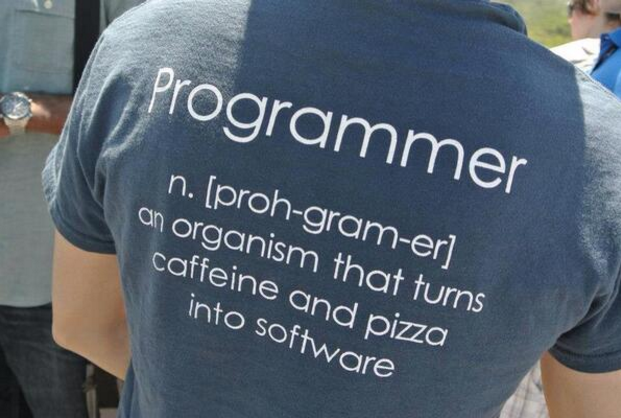 Programmer
n. [proh-gram-er]
an organism that turns
caffeine and pizza
into software